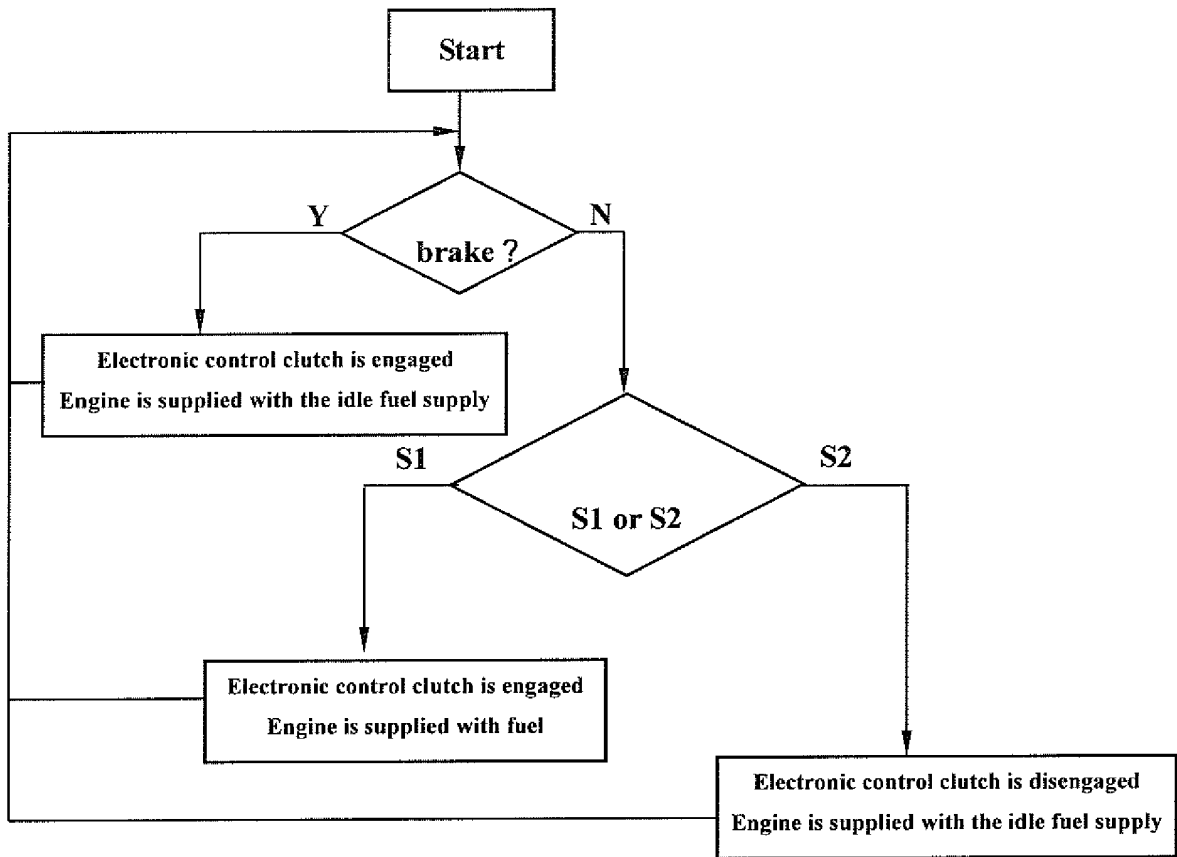 Start
Y
N
brake ?
Electronic control clutch is engaged
Engine is supplied with the idle fuel supply
S1
S2
S1 or S2
Electronic control clutch is engaged
Engine is supplied with fuel
Electronic control clutch is disengaged
Engine is supplied with the idle fuel supply